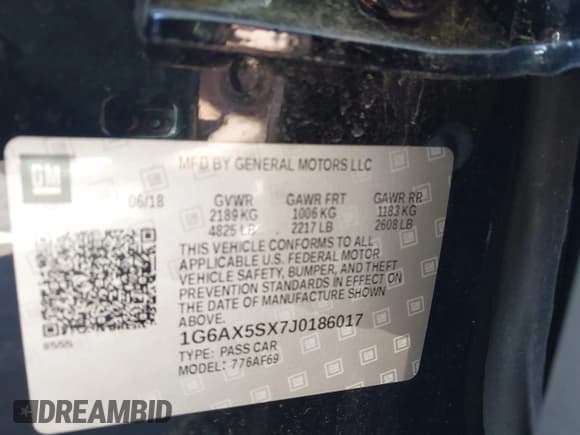 GM
MFD BY GENERAL MOTORS LLC
06/18 GVWR GAWR FRT GAWR RR
2189 KG 1006 KG 1183 KG
4825 2217 LB 2608 LB
THIS VEHICLE CONFORMS TO ALL
APPLICABLE U.S. FEDERAL MOTOR
VEHICLE SAFETY, BUMPER, AND THEFT
PREVENTION STANDARDS IN EFFECT ON
THE DATE OF MANUFACTURE SHOWN
ABOVE.
1G6AX5SX7J0186017
TYPE: PASS CAR
MODEL: 776AF69
DREAMBID